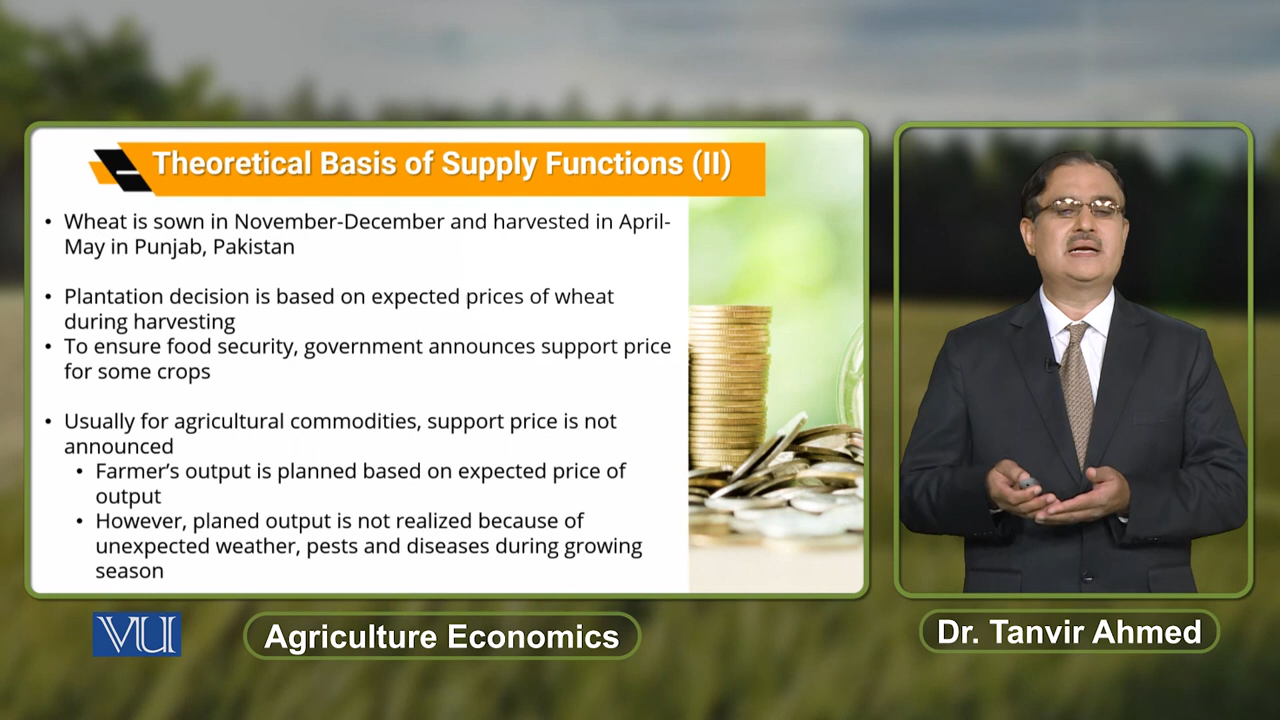 Theoretical Basis of Supply Functions (II)
• Wheat is sown in November-December and harvested in April-
May in Punjab, Pakistan
• Plantation decision is based on expected prices of wheat
during harvesting
• To ensure food security, government announces support price
for some crops
• Usually for agricultural commodities, support price is not
announced
• Farmer's output is planned based on expected price of
output
• However, planed output is not realized because of
unexpected weather, pests and diseases during growing
season
VU
Agriculture Economics
Dr. Tanvir Ahmed